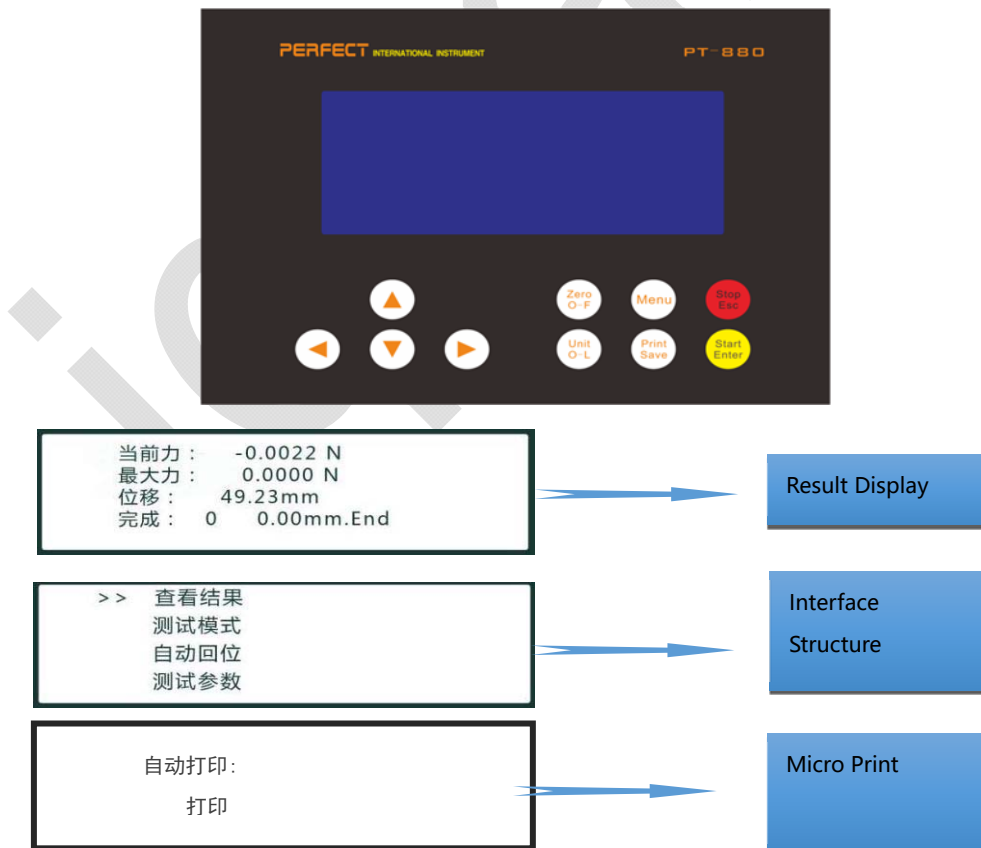 PERFECT INTERNATIONAL INSTRUMENT
PT-880
Zero O-F
Menu
Stop Esc
Unit O-L
Print Save
Start Enter
当前力： -0.0022 N
最大力： 0.0000 N
位移： 49.23mm
完成： 0 0.00mm.End
Result Display
>> 查看结果
测试模式
自动回位
测试参数
Interface
Structure
自动打印:
打印
Micro Print